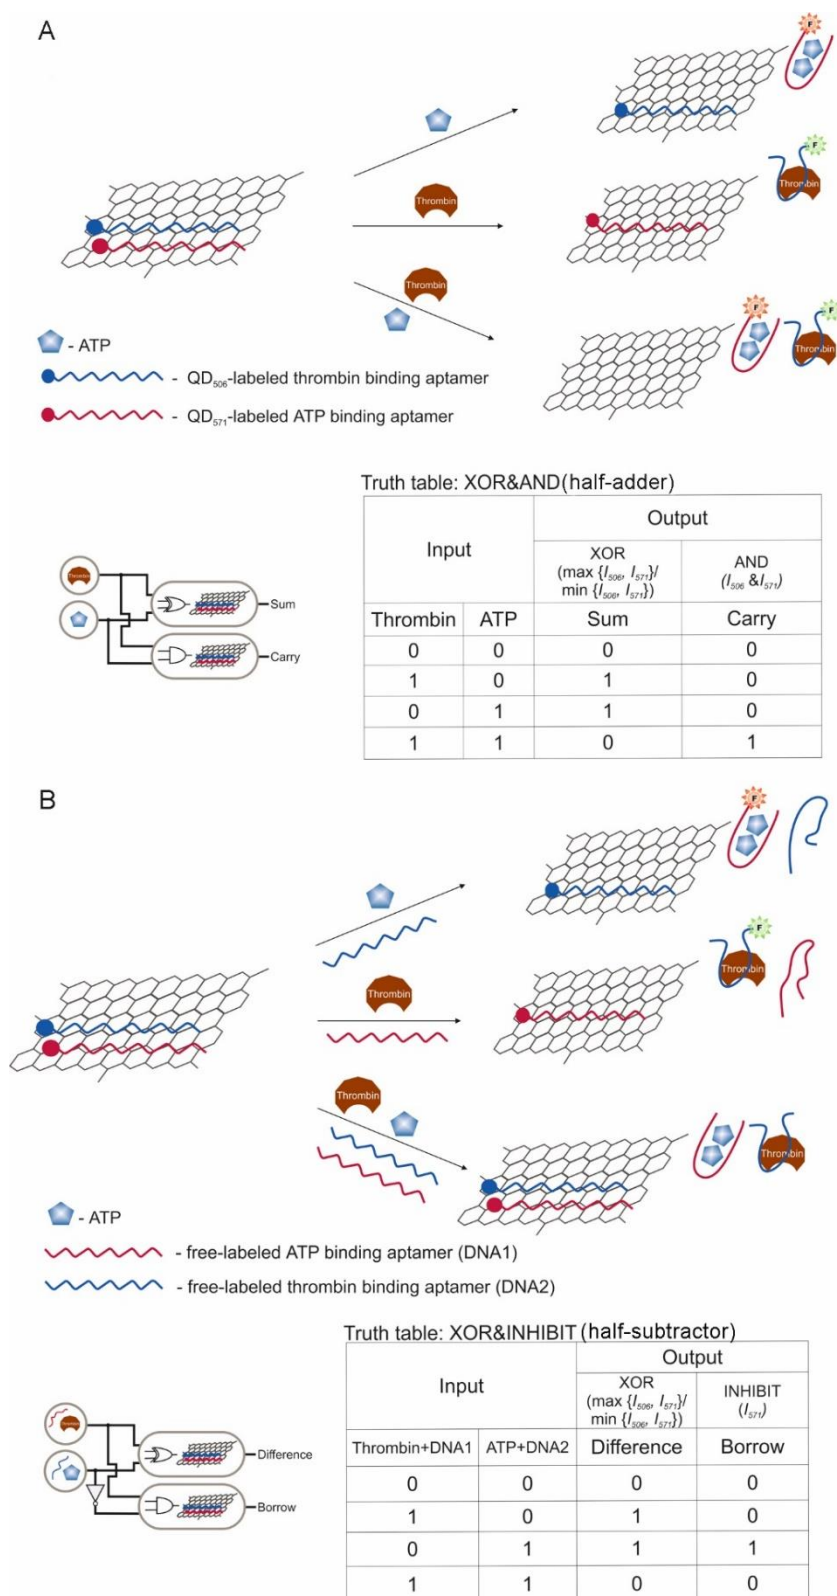 A
F
F
Thrombin
Thrombin
Thrombin
F
F
Thrombin
- ATP
- QD506-labeled thrombin binding aptamer
- QD571-labeled ATP binding aptamer
Truth table: XOR&AND(half-adder)
Input
Output
XOR
(max {I506, I571}/
min {I506, I571})
AND
(I506 &I571)
Thrombin ATP Sum Carry
0 0 0 0
1 0 1 0
0 1 1 0
1 1 0 1
Thrombin
Sum
Carry
B
F
F
Thrombin
Thrombin
Thrombin
Thrombin
- ATP
- free-labeled ATP binding aptamer (DNA1)
- free-labeled thrombin binding aptamer (DNA2)
Truth table: XOR&INHIBIT (half-subtractor)
Input
Output
XOR
(max {I506, I571}/
min {I506, I571})
INHIBIT
(I571)
Thrombin+DNA1 ATP+DNA2 Difference Borrow
0 0 0 0
1 0 1 0
0 1 1 1
1 1 0 0
Thrombin
Difference
Borrow